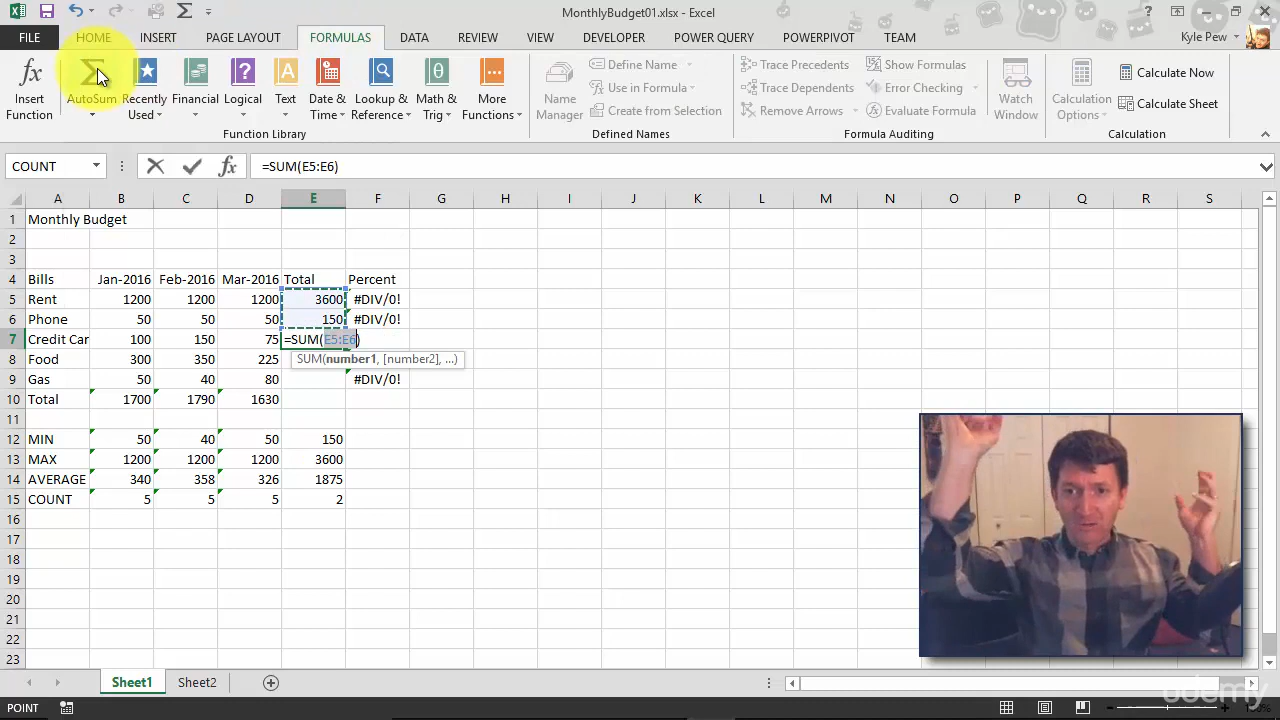 MonthlyBudget01.xlsx - Excel
FILE HOME INSERT PAGE LAYOUT FORMULAS DATA REVIEW VIEW DEVELOPER POWER QUERY POWERPIVOT TEAM Kyle Pew
Insert Function
AutoSum
Recently Used
Financial
Logical
Text
Date & Time
Lookup & Reference
Math & Trig
More Functions
Function Library
Name Manager
Define Name
Use in Formula
Create from Selection
Defined Names
Trace Precedents
Trace Dependents
Remove Arrows
Show Formulas
Error Checking
Evaluate Formula
Formula Auditing
Watch Window
Calculation Options
Calculate Now
Calculate Sheet
Calculation
COUNT =SUM(E5:E6)
A B C D E F G H I J K L M N O P Q R S
1 Monthly Budget
2
3
4 Bills Jan-2016 Feb-2016 Mar-2016 Total Percent
5 Rent 1200 1200 1200 3600 #DIV/0!
6 Phone 50 50 50 150 #DIV/0!
7 Credit Car 100 150 75 =SUM(E5:E6)
SUM(number1, [number2], ...)
8 Food 300 350 225
9 Gas 50 40 80 #DIV/0!
10 Total 1700 1790 1630
11
12 MIN 50 40 50 150
13 MAX 1200 1200 1200 3600
14 AVERAGE 340 358 326 1875
15 COUNT 5 5 5 2
16
17
18
19
20
21
22
23
Sheet1 Sheet2
POINT
udemy